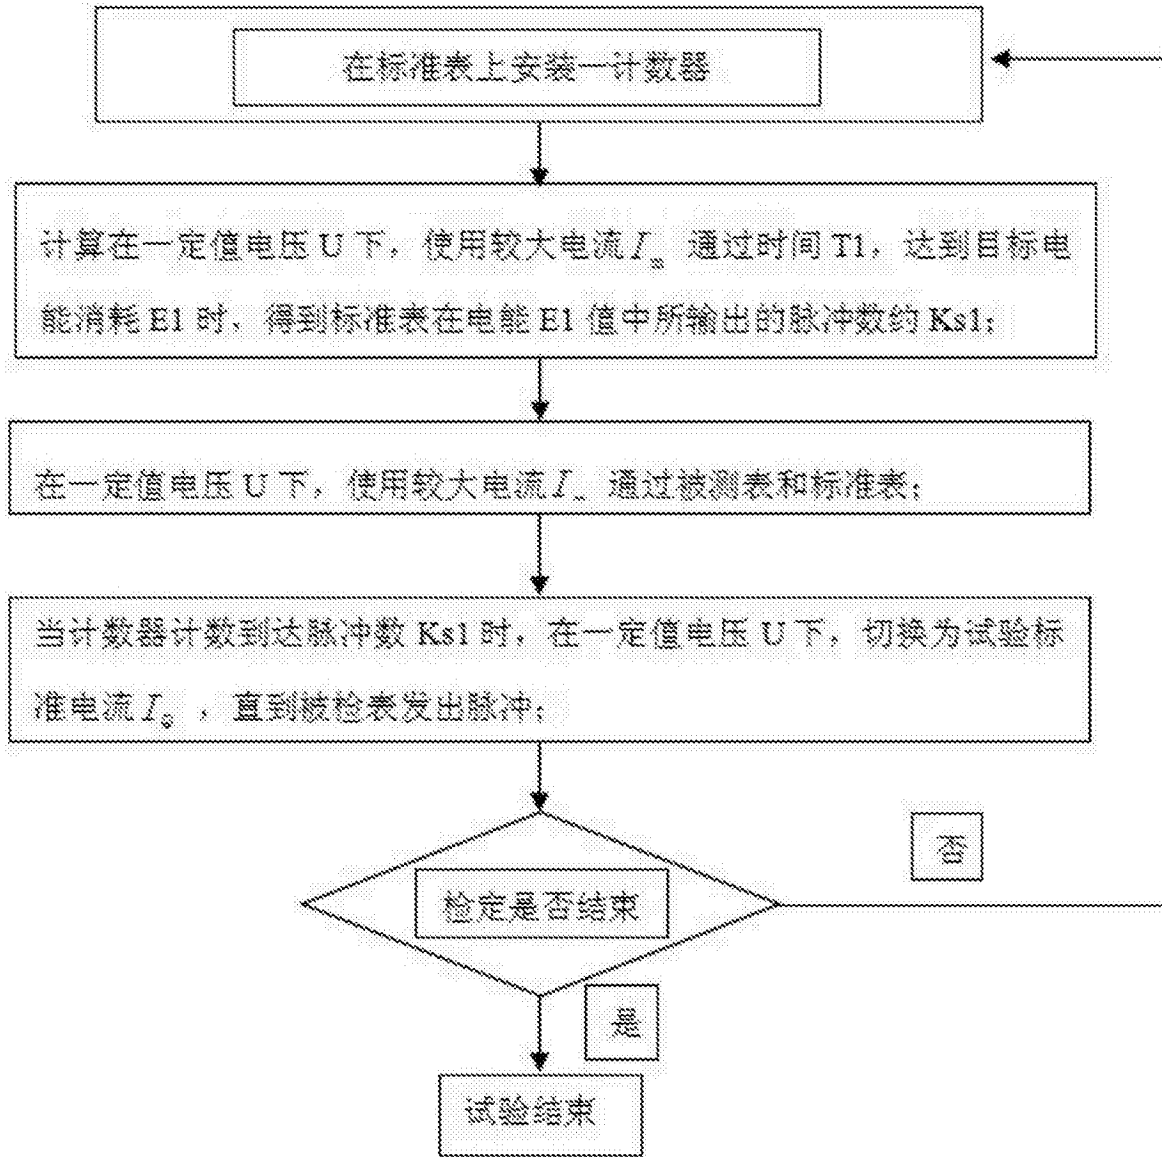 在标准表上安装一计数器
计算在一定值电压 U 下，使用较大电流 I_m 通过时间 T1，达到目标电
能消耗 E1 时，得到标准表在电能 E1 值中所输出的脉冲数约 Ks1；
在一定值电压 U 下，使用较大电流 I 通过被测表和标准表；
当计数器计数到达脉冲数 Ks1 时，在一定值电压 U 下，切换为试验标
准电流 I ，直到被检表发出脉冲；
否
检定是否结束
是
试验结束